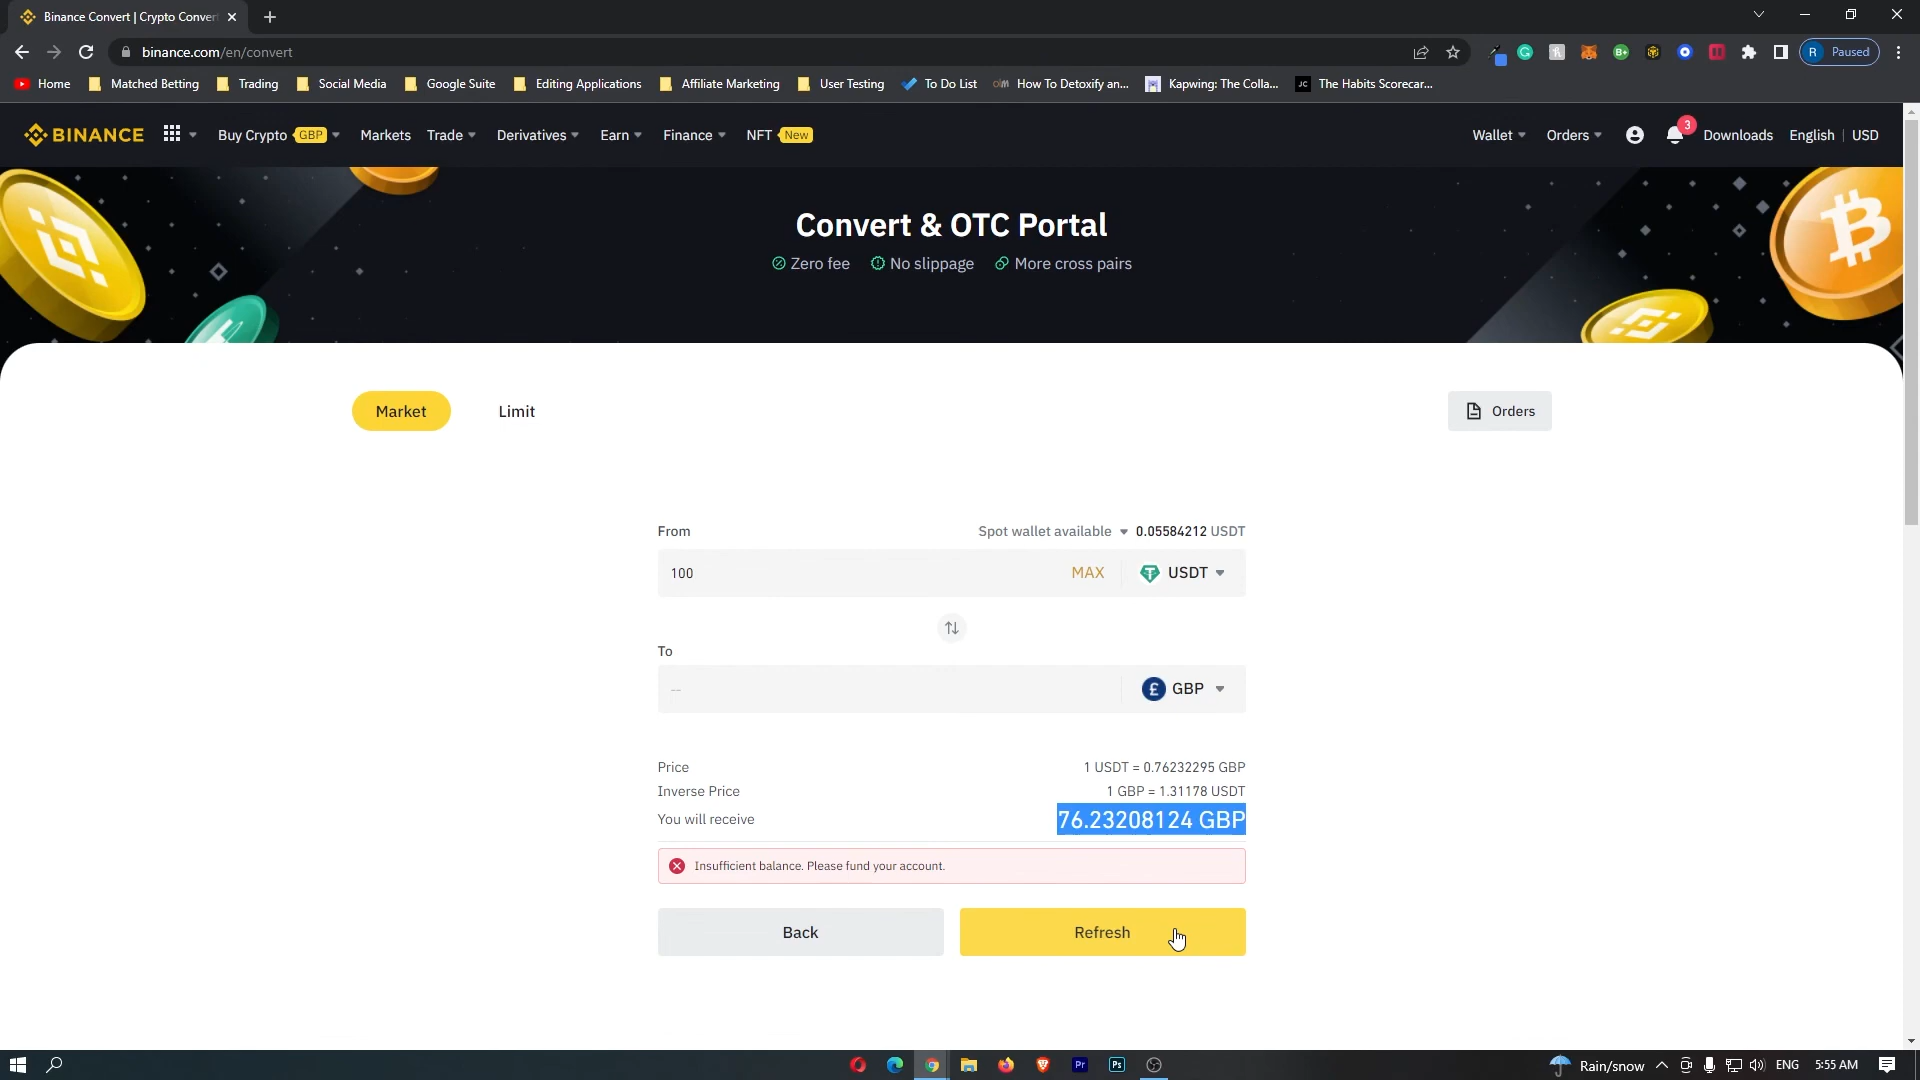 Binance Convert | Crypto Conver
binance.com/en/convert
R Paused
Home Matched Betting Trading Social Media Google Suite Editing Applications Affiliate Marketing User Testing To Do List How To Detoxify an... Kapwing: The Colla... JC The Habits Scorecar...
BINANCE Buy Crypto GBP Markets Trade Derivatives Earn Finance NFT New Wallet Orders 3 Downloads English | USD
Convert & OTC Portal
Zero fee No slippage More cross pairs
Market Limit Orders
From Spot wallet available 0.05584212 USDT
100 MAX USDT
To
-- £ GBP
Price 1 USDT = 0.76232295 GBP
Inverse Price 1 GBP = 1.31178 USDT
You will receive 76.23208124 GBP
Insufficient balance. Please fund your account.
Back Refresh
Pr Ps Rain/snow ENG 5:55 AM